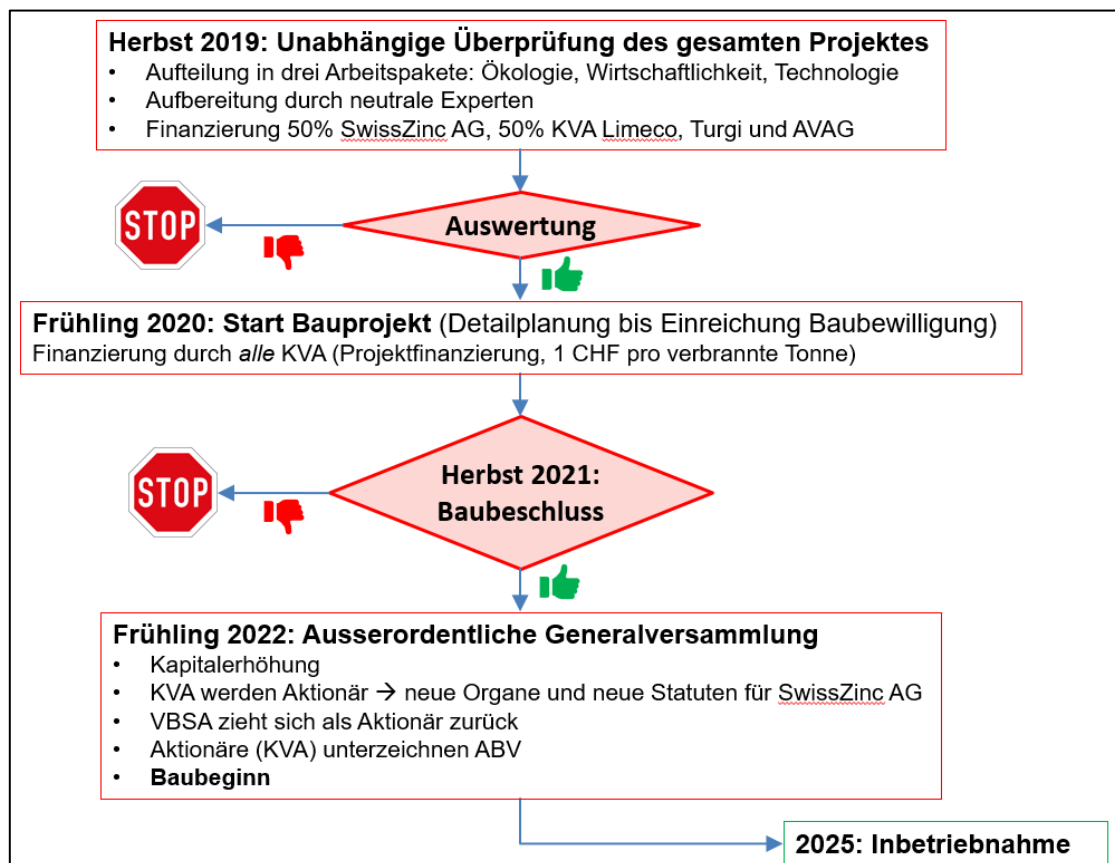 Herbst 2019: Unabhängige Überprüfung des gesamten Projektes
• Aufteilung in drei Arbeitspakete: Ökologie, Wirtschaftlichkeit, Technologie
• Aufbereitung durch neutrale Experten
• Finanzierung 50% SwissZinc AG, 50% KVA Limeco, Turgi und AVAG
STOP
Auswertung
Frühling 2020: Start Bauprojekt (Detailplanung bis Einreichung Baubewilligung)
Finanzierung durch alle KVA (Projektfinanzierung, 1 CHF pro verbrannte Tonne)
STOP
Herbst 2021:
Baubeschluss
Frühling 2022: Ausserordentliche Generalversammlung
• Kapitalerhöhung
• KVA werden Aktionär → neue Organe und neue Statuten für SwissZinc AG
• VBSA zieht sich als Aktionär zurück
• Aktionäre (KVA) unterzeichnen ABV
• Baubeginn
2025: Inbetriebnahme